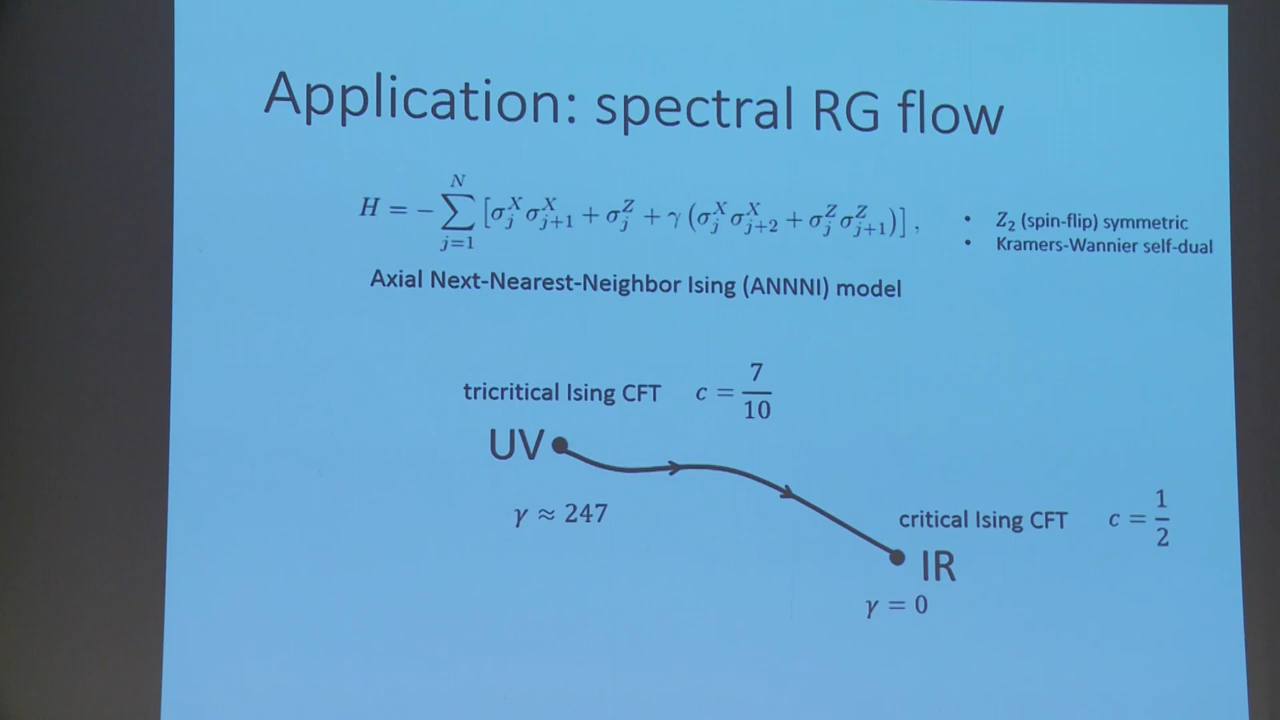 Application: spectral RG flow
H = -\sum_{j=1}^{N} [σ_j^X σ_{j+1}^X + σ_j^Z + γ (σ_j^X σ_{j+2}^X + σ_j^Z σ_{j+1}^Z)] ,
• Z₂ (spin-flip) symmetric
• Kramers-Wannier self-dual
Axial Next-Nearest-Neighbor Ising (ANNNI) model
tricritical Ising CFT c = 7/10
UV
γ ≈ 247
critical Ising CFT c = 1/2
IR
γ = 0